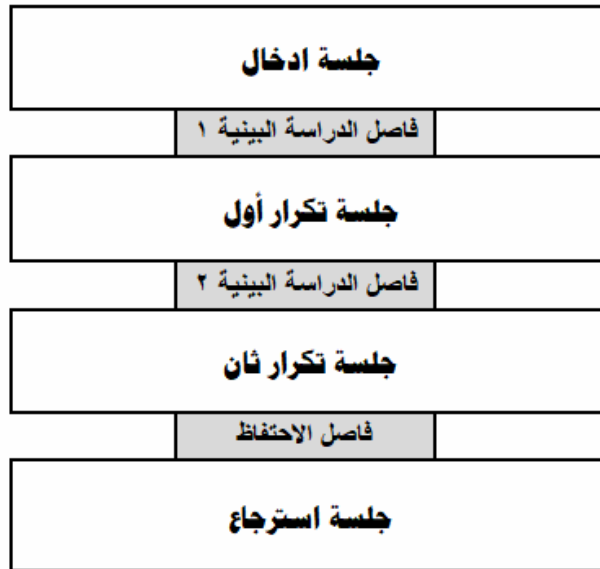 جلسة ادخال
فاصل الدراسة البينية ١
جلسة تكرار أول
فاصل الدراسة البينية ٢
جلسة تكرار ثان
فاصل الاحتفاظ
جلسة استرجاع